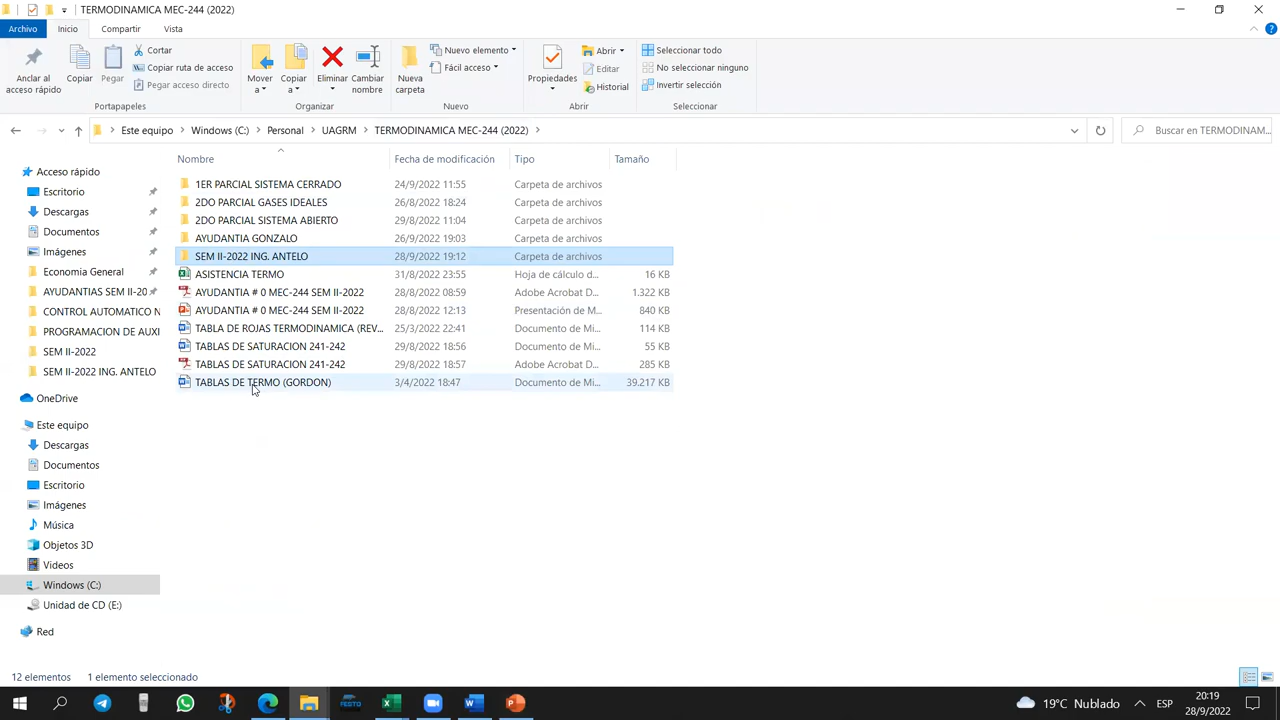 TERMODINAMICA MEC-244 (2022)
Archivo Inicio Compartir Vista
Anclar al acceso rápido
Copiar
Pegar
Cortar
Copiar ruta de acceso
Pegar acceso directo
Portapapeles
Mover a
Copiar a
Eliminar
Cambiar nombre
Organizar
Nueva carpeta
Nuevo elemento
Fácil acceso
Nuevo
Propiedades
Abrir
Editar
Historial
Abrir
Seleccionar todo
No seleccionar ninguno
Invertir selección
Seleccionar
Este equipo > Windows (C:) > Personal > UAGRM > TERMODINAMICA MEC-244 (2022) >
Buscar en TERMODINAM...
Acceso rápido
Escritorio
Descargas
Documentos
Imágenes
Economia General
AYUDANTIAS SEM II-20
CONTROL AUTOMATICO N
PROGRAMACION DE AUXI
SEM II-2022
SEM II-2022 ING. ANTELO
OneDrive
Este equipo
Descargas
Documentos
Escritorio
Imágenes
Música
Objetos 3D
Videos
Windows (C:)
Unidad de CD (E:)
Red
Nombre Fecha de modificación Tipo Tamaño
1ER PARCIAL SISTEMA CERRADO 24/9/2022 11:55 Carpeta de archivos
2DO PARCIAL GASES IDEALES 26/8/2022 18:24 Carpeta de archivos
2DO PARCIAL SISTEMA ABIERTO 29/8/2022 11:04 Carpeta de archivos
AYUDANTIA GONZALO 26/9/2022 19:03 Carpeta de archivos
SEM II-2022 ING. ANTELO 28/9/2022 19:12 Carpeta de archivos
ASISTENCIA TERMO 31/8/2022 23:55 Hoja de cálculo d... 16 KB
AYUDANTIA # 0 MEC-244 SEM II-2022 28/8/2022 08:59 Adobe Acrobat D... 1.322 KB
AYUDANTIA # 0 MEC-244 SEM II-2022 28/8/2022 12:13 Presentación de M... 840 KB
TABLA DE ROJAS TERMODINAMICA (REV... 25/3/2022 22:41 Documento de Mi... 114 KB
TABLAS DE SATURACION 241-242 29/8/2022 18:56 Documento de Mi... 55 KB
TABLAS DE SATURACION 241-242 29/8/2022 18:57 Adobe Acrobat D... 285 KB
TABLAS DE TERMO (GORDON) 3/4/2022 18:47 Documento de Mi... 39.217 KB
12 elementos 1 elemento seleccionado
FESTO
19°C Nublado ESP 20:19
28/9/2022